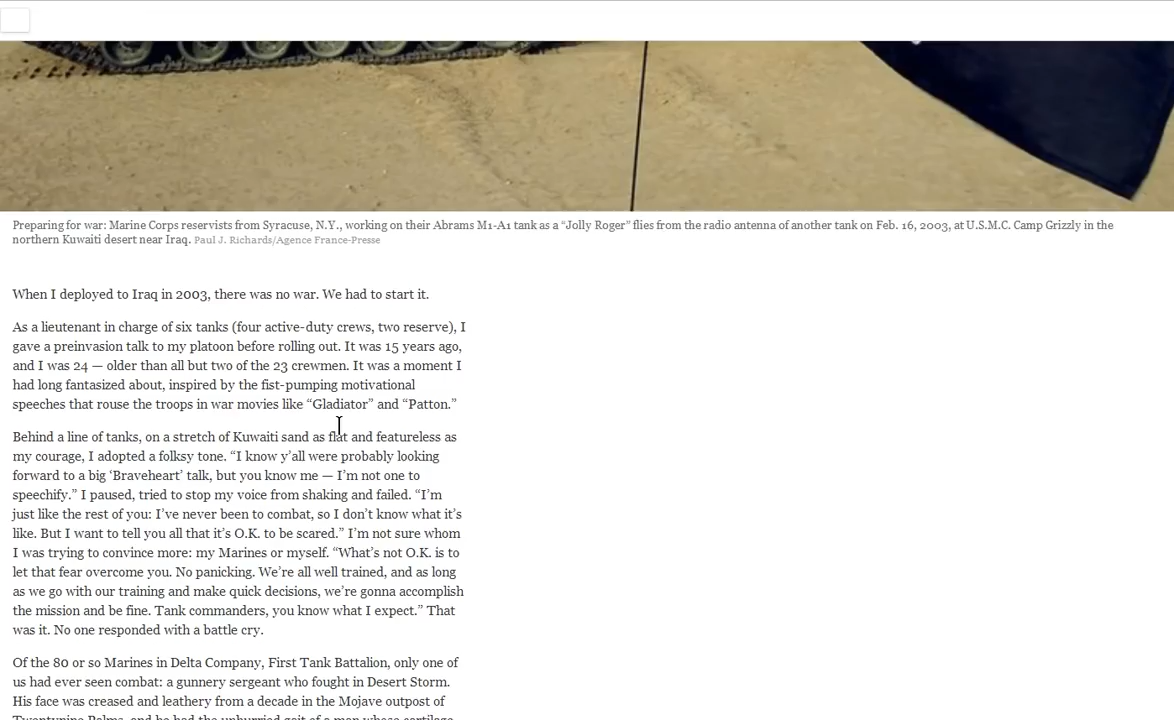 Preparing for war: Marine Corps reservists from Syracuse, N.Y., working on their Abrams M1-A1 tank as a “Jolly Roger” flies from the radio antenna of another tank on Feb. 16, 2003, at U.S.M.C. Camp Grizzly in the
northern Kuwaiti desert near Iraq. Paul J. Richards/Agence France-Presse
When I deployed to Iraq in 2003, there was no war. We had to start it.
As a lieutenant in charge of six tanks (four active-duty crews, two reserve), I
gave a preinvasion talk to my platoon before rolling out. It was 15 years ago,
and I was 24 — older than all but two of the 23 crewmen. It was a moment I
had long fantasized about, inspired by the fist-pumping motivational
speeches that rouse the troops in war movies like “Gladiator” and “Patton.”
Behind a line of tanks, on a stretch of Kuwaiti sand as flat and featureless as
my courage, I adopted a folksy tone. “I know y’all were probably looking
forward to a big ‘Braveheart’ talk, but you know me — I’m not one to
speechify.” I paused, tried to stop my voice from shaking and failed. “I’m
just like the rest of you: I’ve never been to combat, so I don’t know what it’s
like. But I want to tell you all that it’s O.K. to be scared.” I’m not sure whom
I was trying to convince more: my Marines or myself. “What’s not O.K. is to
let that fear overcome you. No panicking. We’re all well trained, and as long
as we go with our training and make quick decisions, we’re gonna accomplish
the mission and be fine. Tank commanders, you know what I expect.” That
was it. No one responded with a battle cry.
Of the 80 or so Marines in Delta Company, First Tank Battalion, only one of
us had ever seen combat: a gunnery sergeant who fought in Desert Storm.
His face was creased and leathery from a decade in the Mojave outpost of
Twentynine Palms, and he had the unhurried gait of a man whose cartilage